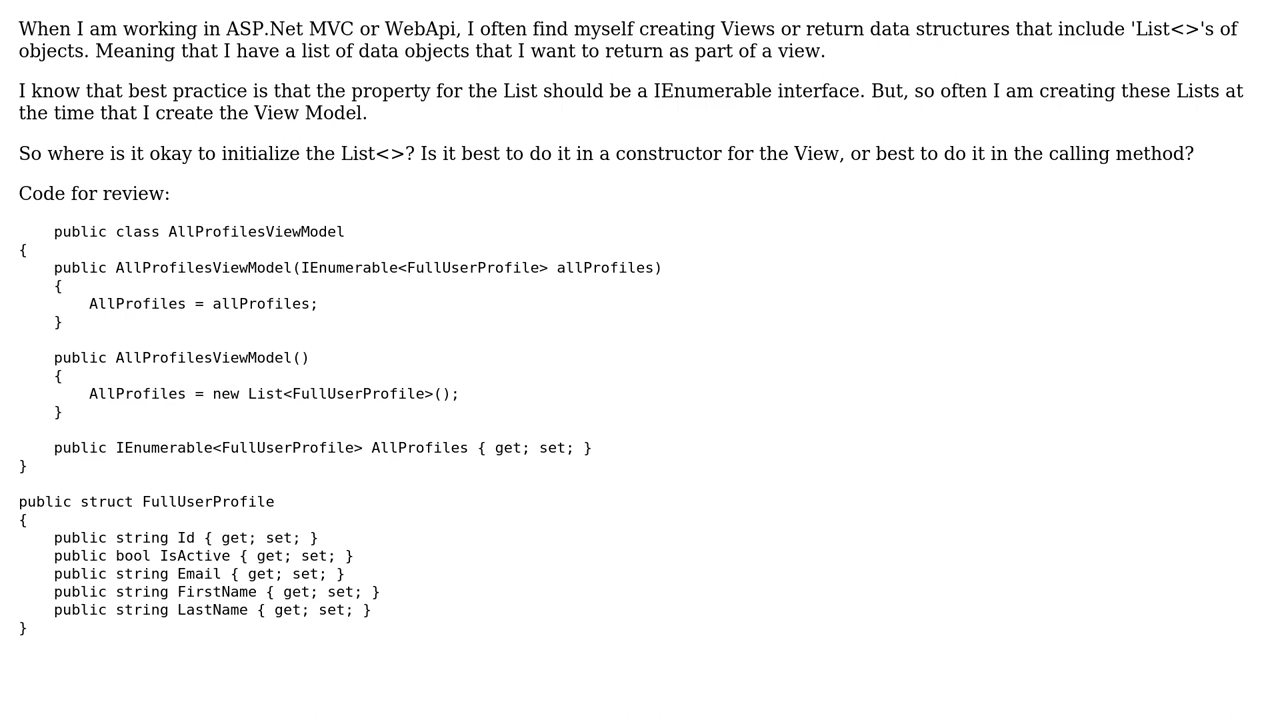 When I am working in ASP.Net MVC or WebApi, I often find myself creating Views or return data structures that include 'List<>'s of
objects. Meaning that I have a list of data objects that I want to return as part of a view.
I know that best practice is that the property for the List should be a IEnumerable interface. But, so often I am creating these Lists at
the time that I create the View Model.
So where is it okay to initialize the List<>? Is it best to do it in a constructor for the View, or best to do it in the calling method?
Code for review:
    public class AllProfilesViewModel
{
    public AllProfilesViewModel(IEnumerable<FullUserProfile> allProfiles)
    {
        AllProfiles = allProfiles;
    }

    public AllProfilesViewModel()
    {
        AllProfiles = new List<FullUserProfile>();
    }

    public IEnumerable<FullUserProfile> AllProfiles { get; set; }
}

public struct FullUserProfile
{
    public string Id { get; set; }
    public bool IsActive { get; set; }
    public string Email { get; set; }
    public string FirstName { get; set; }
    public string LastName { get; set; }
}